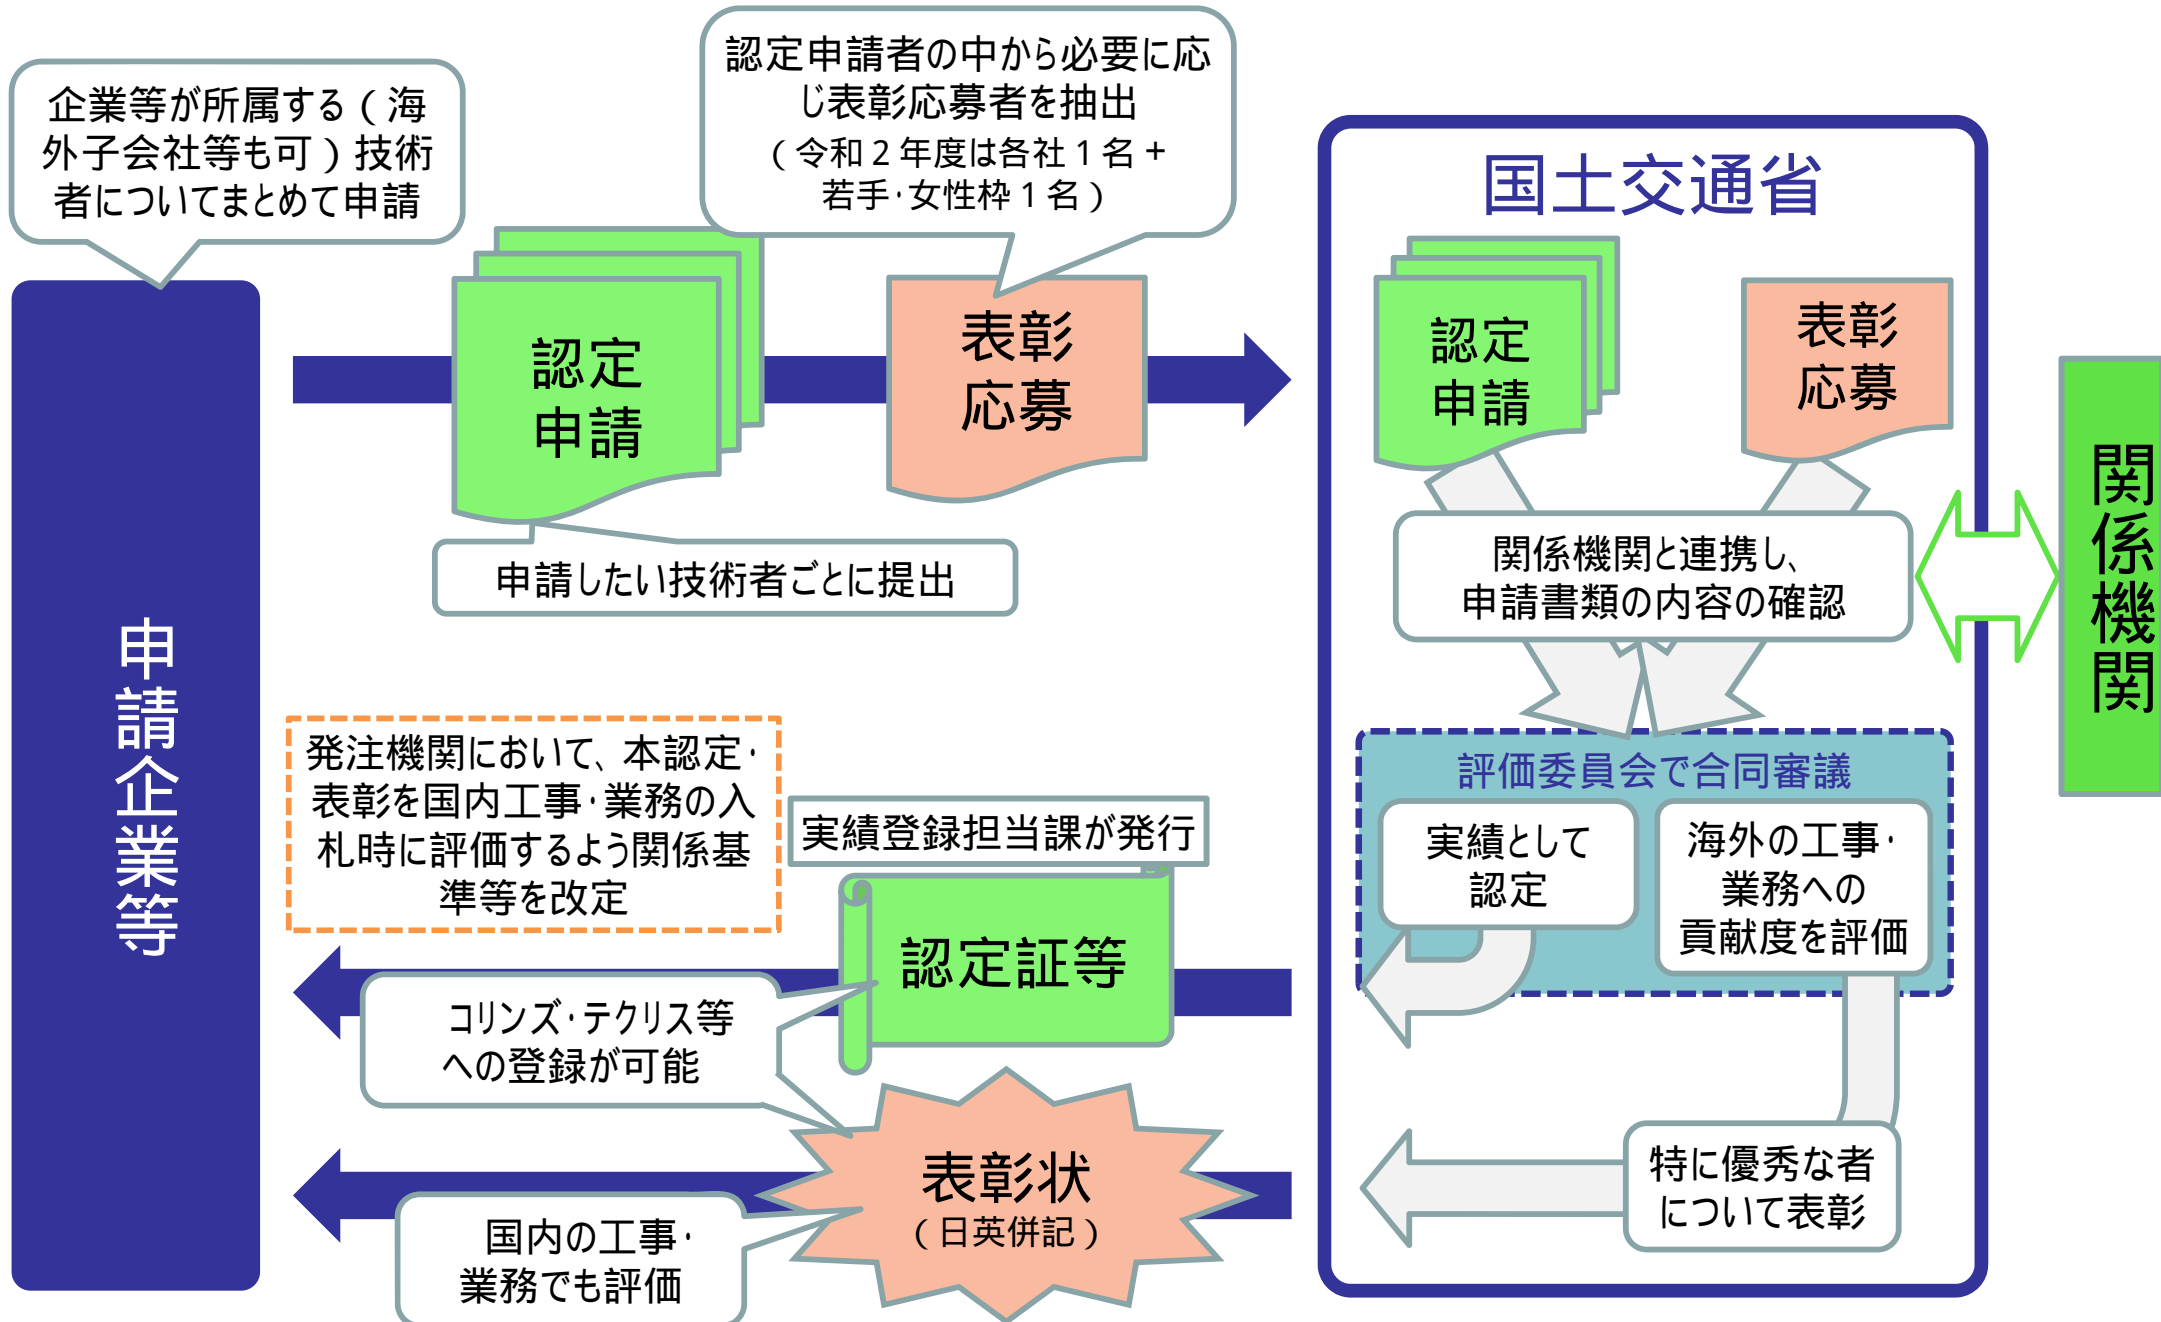 企業等が所属する（海
外子会社等も可）技術
者についてまとめて申請
認定申請者の中から必要に応
じ表彰応募者を抽出
（令和２年度は各社１名＋
若手・女性枠１名）
申請企業等
認定
申請
表彰
応募
申請したい技術者ごとに提出
国土交通省
認定
申請
表彰
応募
関係機関と連携し、
申請書類の内容の確認
関係機関
評価委員会で合同審議
実績として
認定
海外の工事・
業務への
貢献度を評価
特に優秀な者
について表彰
発注機関において、本認定・
表彰を国内工事・業務の入
札時に評価するよう関係基
準等を改定
実績登録担当課が発行
認定証等
コリンズ・テクリス等
への登録が可能
表彰状
（日英併記）
国内の工事・
業務でも評価